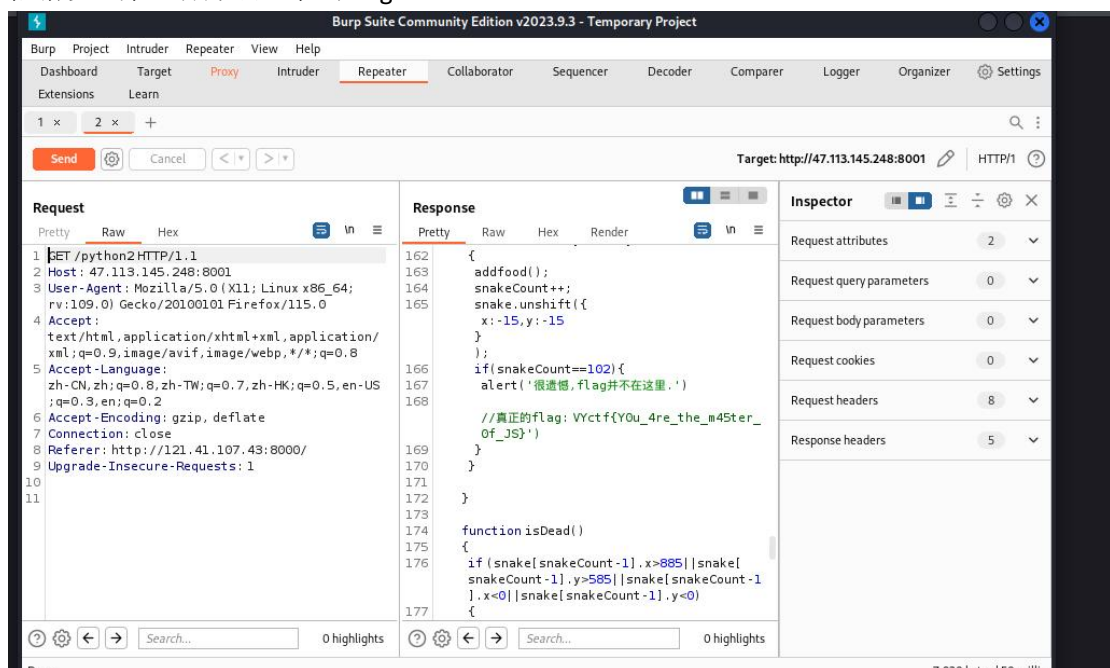 Burp Suite Community Edition v2023.9.3 - Temporary Project
Burp Project Intruder Repeater View Help
Dashboard Target Proxy Intruder Repeater Collaborator Sequencer Decoder Comparer Logger Organizer Settings
Extensions Learn
1 × 2 × +
Send Cancel < > Target: http://47.113.145.248:8001 HTTP/1
Request
Pretty Raw Hex \n
1 GET /python2 HTTP/1.1
2 Host: 47.113.145.248:8001
3 User-Agent: Mozilla/5.0 (X11; Linux x86_64;
rv:109.0) Gecko/20100101 Firefox/115.0
4 Accept:
text/html,application/xhtml+xml,application/
xml;q=0.9,image/avif,image/webp,*/*;q=0.8
5 Accept-Language:
zh-CN,zh;q=0.8,zh-TW;q=0.7,zh-HK;q=0.5,en-US
;q=0.3,en;q=0.2
6 Accept-Encoding: gzip, deflate
7 Connection: close
8 Referer: http://121.41.107.43:8000/
9 Upgrade-Insecure-Requests: 1
10
11
Search... 0 highlights
Response
Pretty Raw Hex Render \n
162 {
163 addfood();
164 snakeCount++;
165 snake.unshift({
x:-15,y:-15
}
);
166 if(snakeCount==102){
167 alert('很遗憾,flag并不在这里.')
168
//真正的flag: VYctf{Y0u_4re_the_m45ter_
0f_JS}')
169 }
170 }
171
172 }
173
174 function isDead()
175 {
176 if(snake[snakeCount-1].x>885||snake[
snakeCount-1].y>585||snake[snakeCount-1
].x<0||snake[snakeCount-1].y<0)
177 {
Search... 0 highlights
Inspector
Request attributes 2
Request query parameters 0
Request body parameters 0
Request cookies 0
Request headers 8
Response headers 5